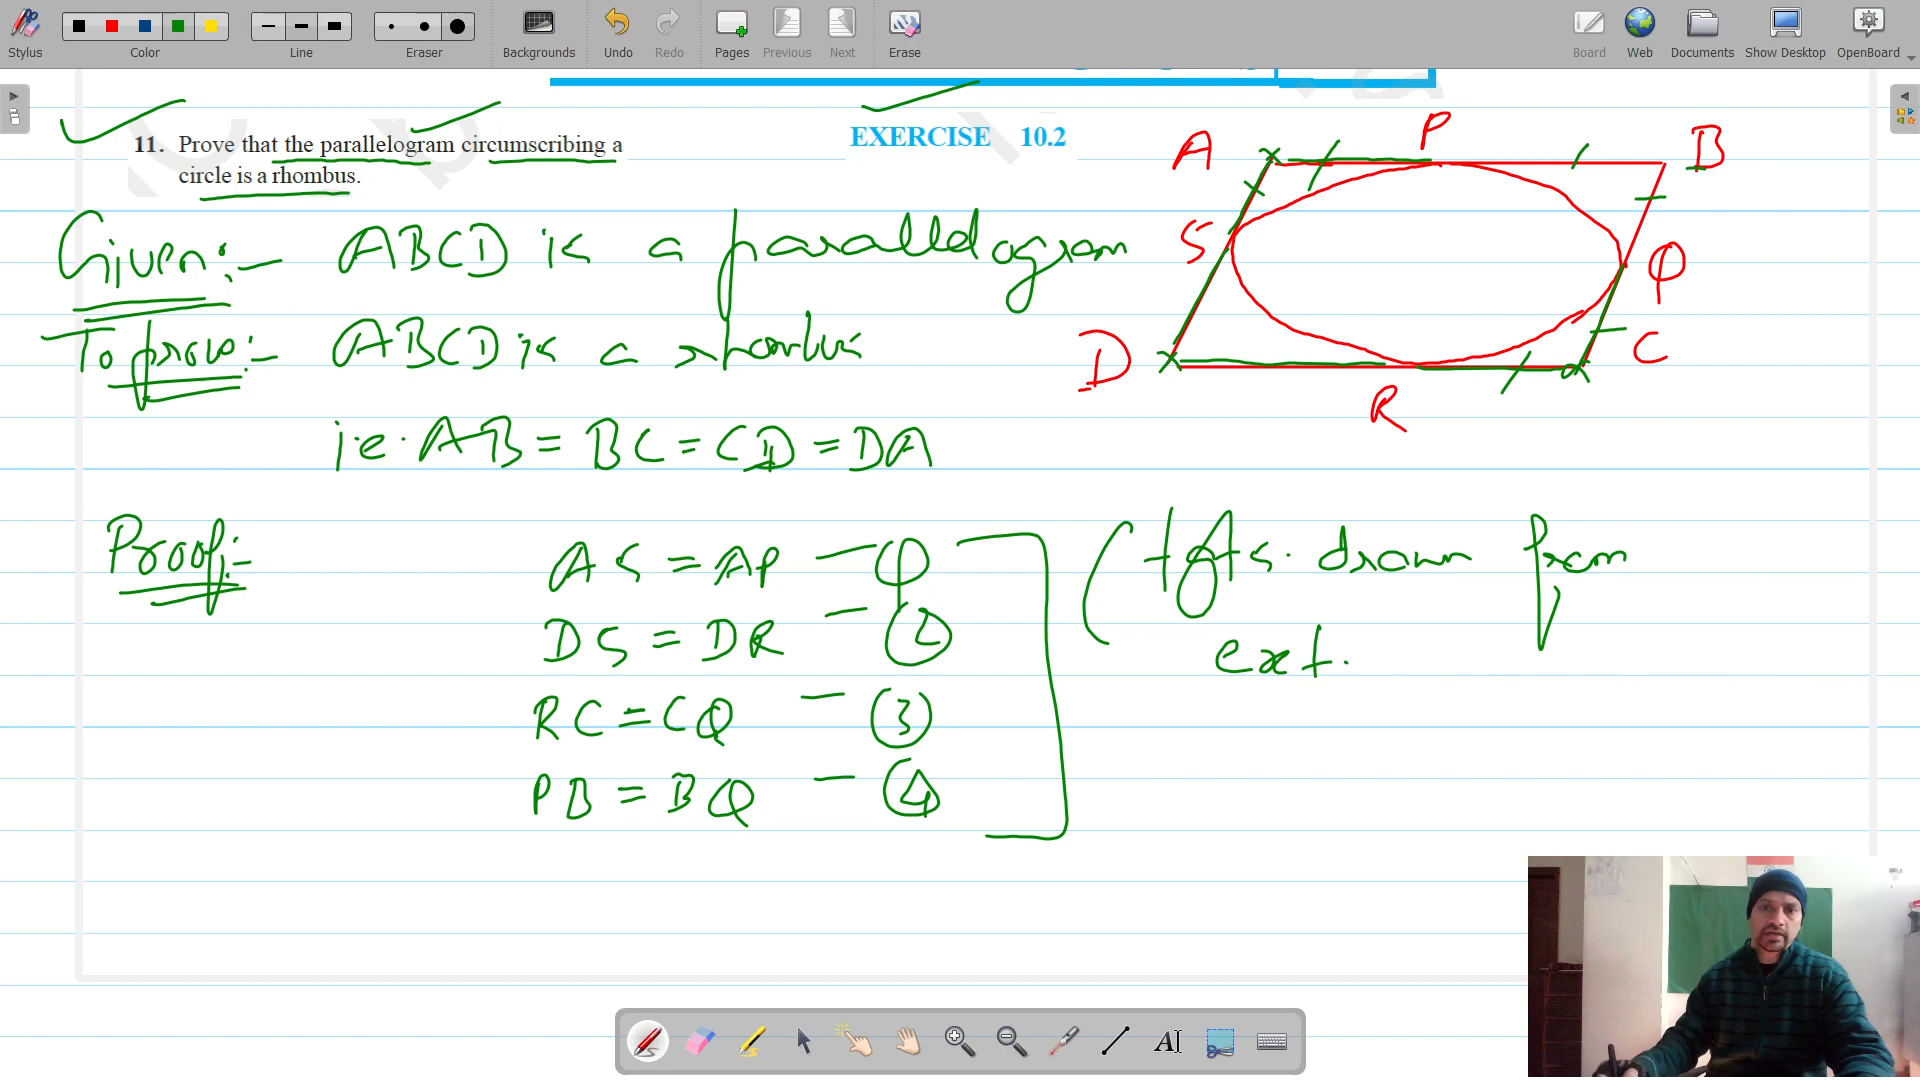 Stylus Color Line Eraser Backgrounds Undo Redo Pages Previous Next Erase Board Web Documents Show Desktop OpenBoard
EXERCISE 10.2
11. Prove that the parallelogram circumscribing a
circle is a rhombus.
A P B
S Q
D R C
Given:- ABCD is a parallelogram
To prove:- ABCD is a rhombus
i.e. AB = BC = CD = DA
Proof:-
AS = AP - 1
DS = DR - 2
RC = CQ - 3
PB = BQ - 4
(tgts. drawn from
ext.